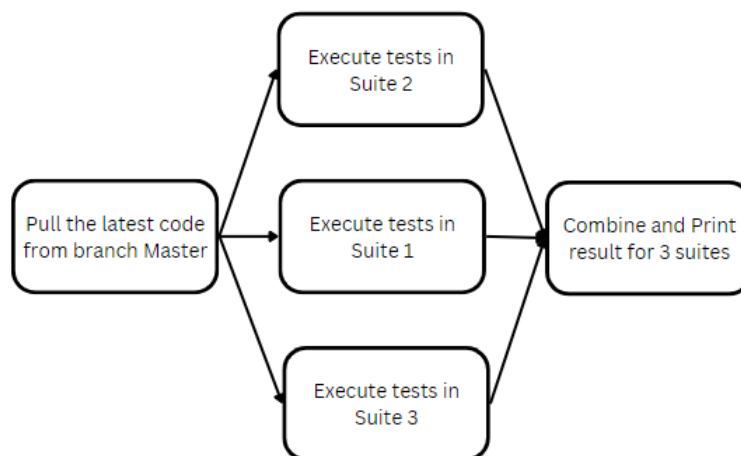 Execute tests in
Suite 2
Pull the latest code
from branch Master
Execute tests in
Suite 1
Combine and Print
result for 3 suites
Execute tests in
Suite 3